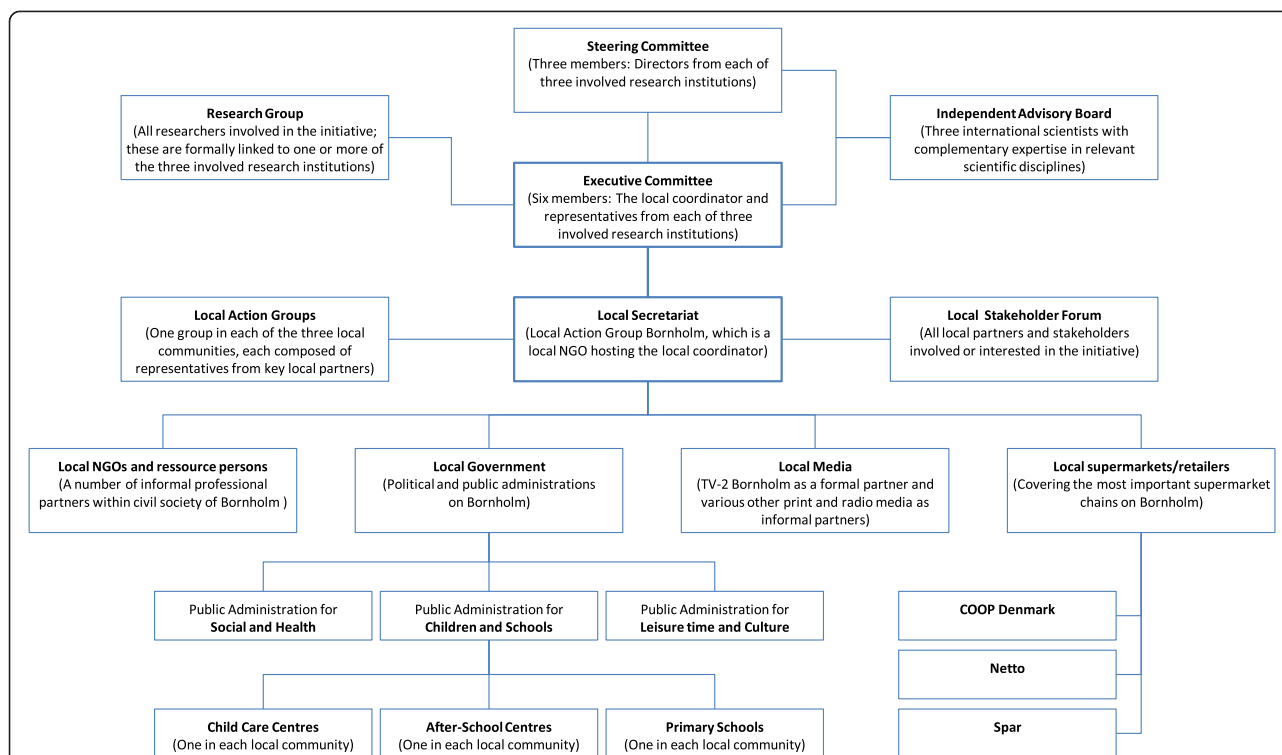 Steering Committee
(Three members: Directors from each of
three involved research institutions)
Research Group
(All researchers involved in the initiative;
these are formally linked to one or more of
the three involved research institutions)
Independent Advisory Board
(Three international scientists with
complementary expertise in relevant
scientific disciplines)
Executive Committee
(Six members: The local coordinator and
representatives from each of three
involved research institutions)
Local Action Groups
(One group in each of the three local
communities, each composed of
representatives from key local partners)
Local Secretariat
(Local Action Group Bornholm, which is a
local NGO hosting the local coordinator)
Local Stakeholder Forum
(All local partners and stakeholders
involved or interested in the initiative)
Local NGOs and ressource persons
(A number of informal professional
partners within civil society of Bornholm )
Local Government
(Political and public administrations
on Bornholm)
Local Media
(TV-2 Bornholm as a formal partner and
various other print and radio media as
informal partners)
Local supermarkets/retailers
(Covering the most important supermarket
chains on Bornholm)
Public Administration for
Social and Health
Public Administration for
Children and Schools
Public Administration for
Leisure time and Culture
COOP Denmark
Netto
Spar
Child Care Centres
(One in each local community)
After-School Centres
(One in each local community)
Primary Schools
(One in each local community)